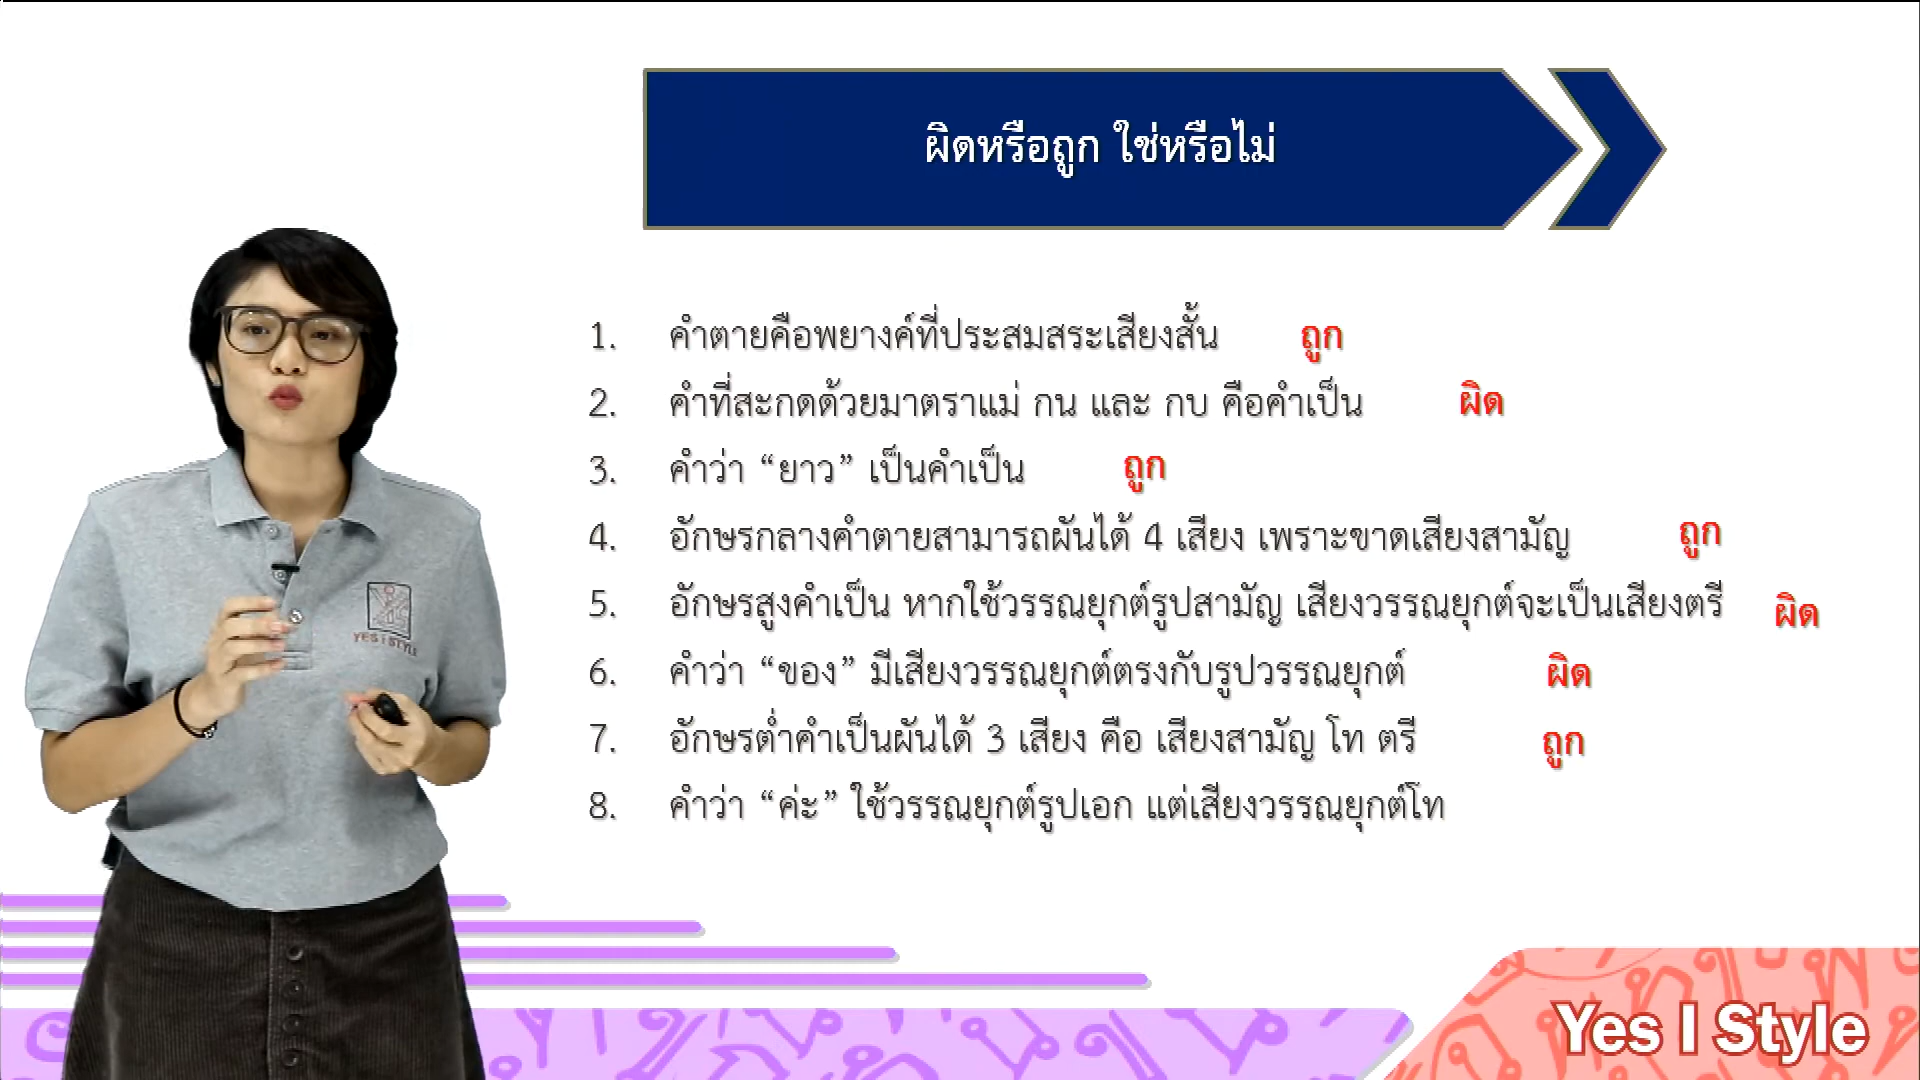 ผิดหรือถูก ใช่หรือไม่
1. คำตายคือพยางค์ที่ประสมสระเสียงสั้น ถูก
2. คำที่สะกดด้วยมาตราแม่ กน และ กบ คือคำเป็น ผิด
3. คำว่า “ยาว” เป็นคำเป็น ถูก
4. อักษรกลางคำตายสามารถผันได้ 4 เสียง เพราะขาดเสียงสามัญ ถูก
5. อักษรสูงคำเป็น หากใช้วรรณยุกต์รูปสามัญ เสียงวรรณยุกต์จะเป็นเสียงตรี ผิด
6. คำว่า “ของ” มีเสียงวรรณยุกต์ตรงกับรูปวรรณยุกต์ ผิด
7. อักษรต่ำคำเป็นผันได้ 3 เสียง คือ เสียงสามัญ โท ตรี ถูก
8. คำว่า “ค่ะ” ใช้วรรณยุกต์รูปเอก แต่เสียงวรรณยุกต์โท
YES i STYLE
Yes I Style